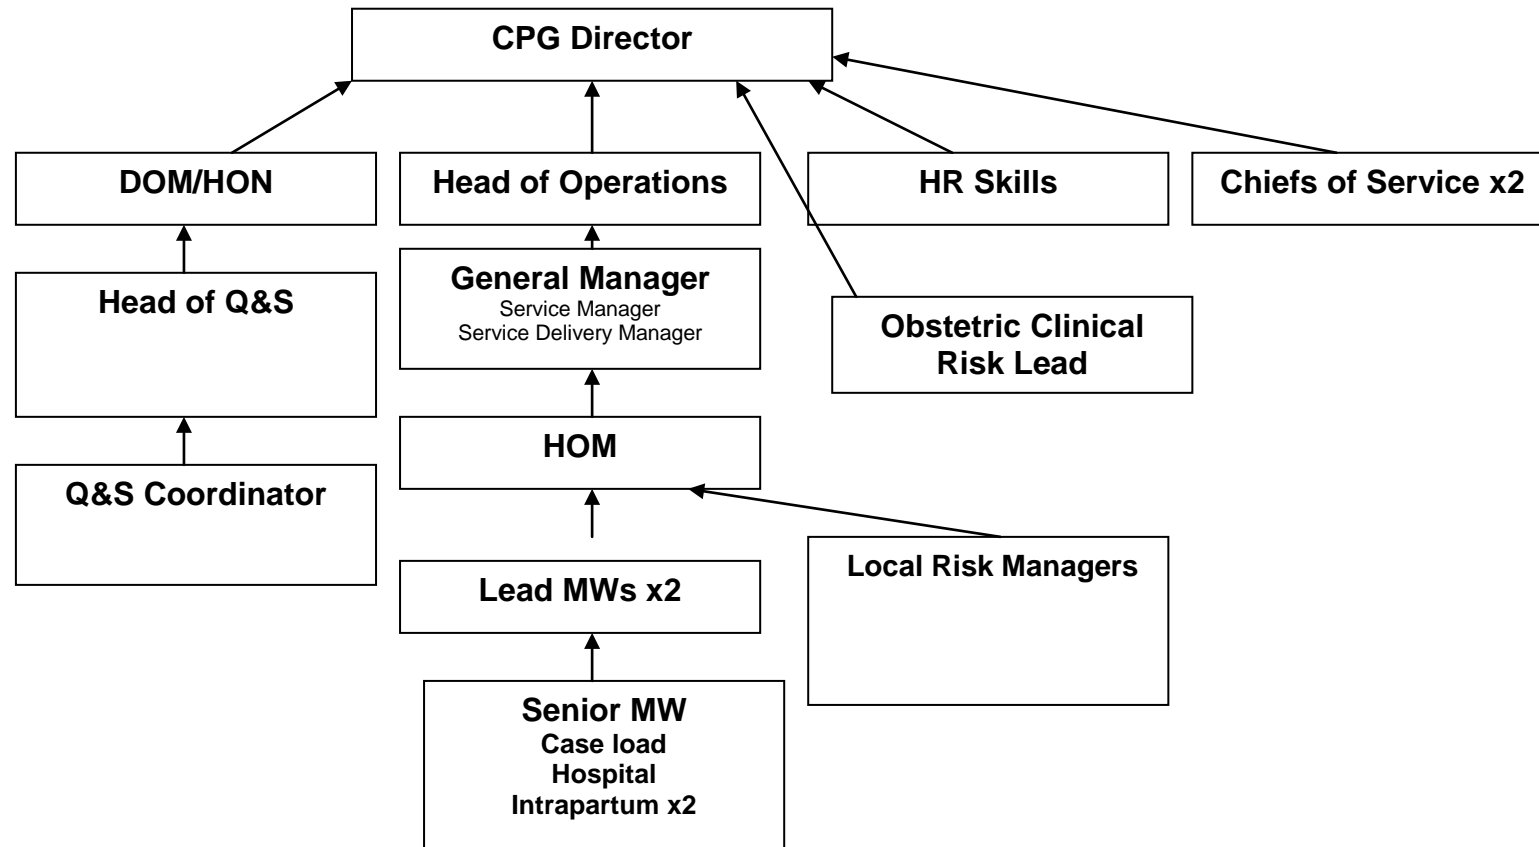 CPG Director
DOM/HON
Head of Operations
HR Skills
Chiefs of Service x2
Head of Q&S
General Manager
Service Manager
Service Delivery Manager
Obstetric Clinical
Risk Lead
HOM
Q&S Coordinator
Lead MWs x2
Local Risk Managers
Senior MW
Case load
Hospital
Intrapartum x2